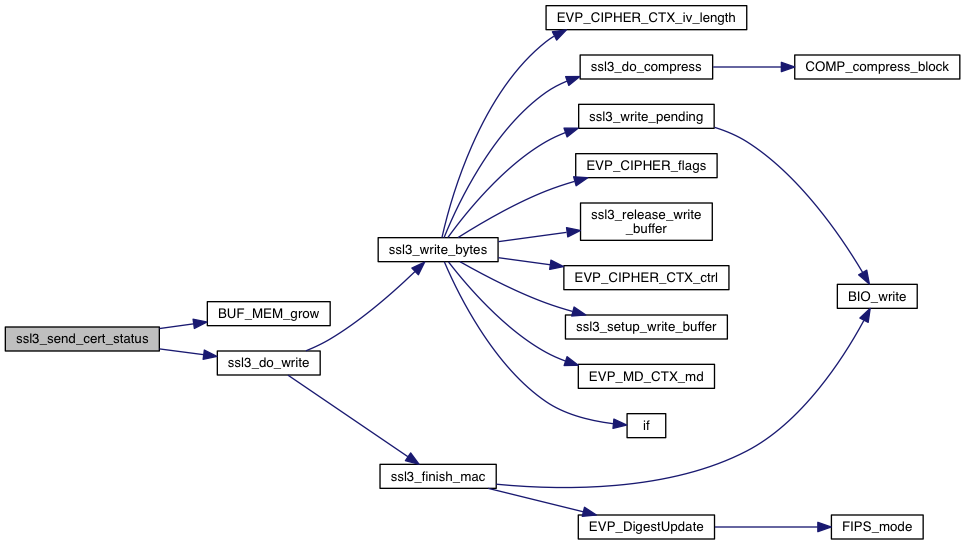 EVP_CIPHER_CTX_iv_length
ssl3_do_compress
COMP_compress_block
ssl3_write_pending
EVP_CIPHER_flags
ssl3_release_write
_buffer
ssl3_write_bytes
EVP_CIPHER_CTX_ctrl
BIO_write
BUF_MEM_grow
ssl3_setup_write_buffer
ssl3_send_cert_status
ssl3_do_write
EVP_MD_CTX_md
if
ssl3_finish_mac
EVP_DigestUpdate
FIPS_mode